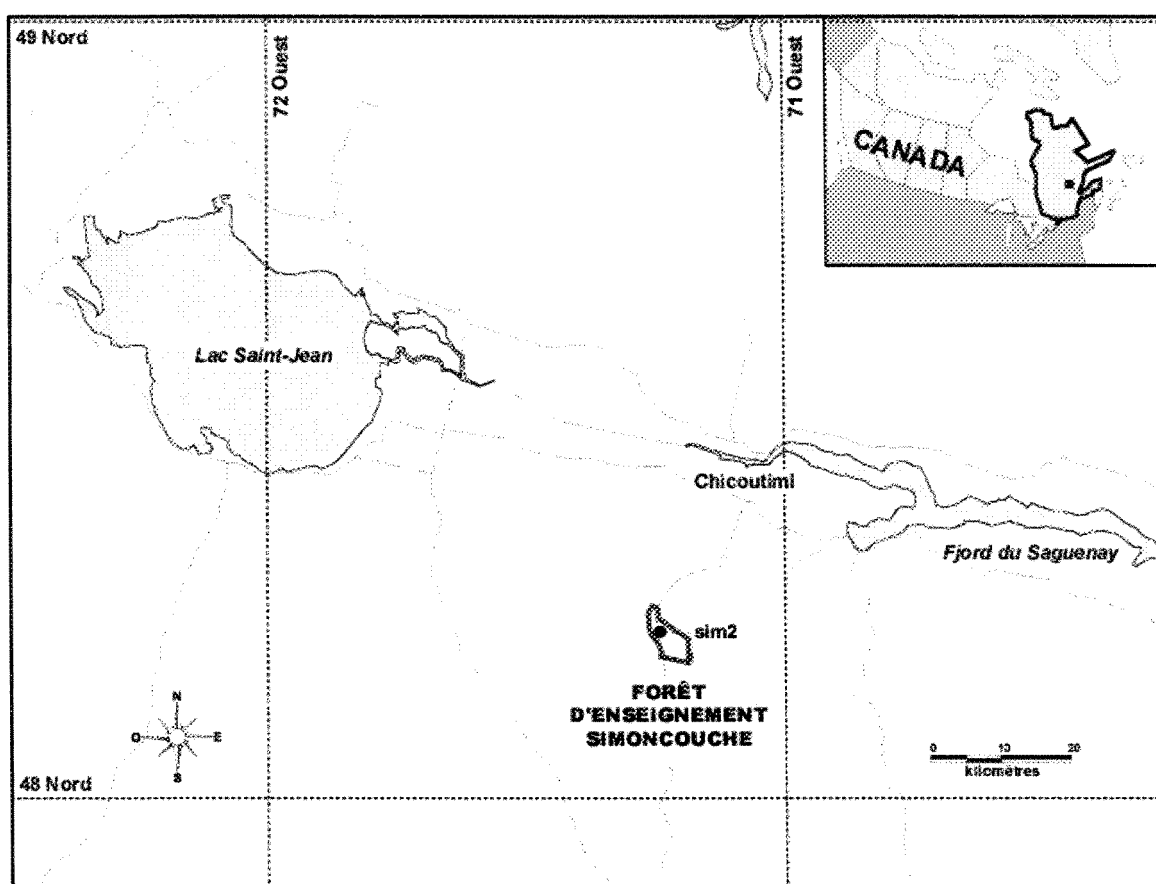 49 Nord
72 Ouest
71 Ouest
CANADA
Lac Saint-Jean
Chicoutimi
Fjord du Saguenay
sim2
FORÊT
D'ENSEIGNEMENT
SIMONCOUCHE
N
O
E
S
0 10 20
kilomètres
48 Nord